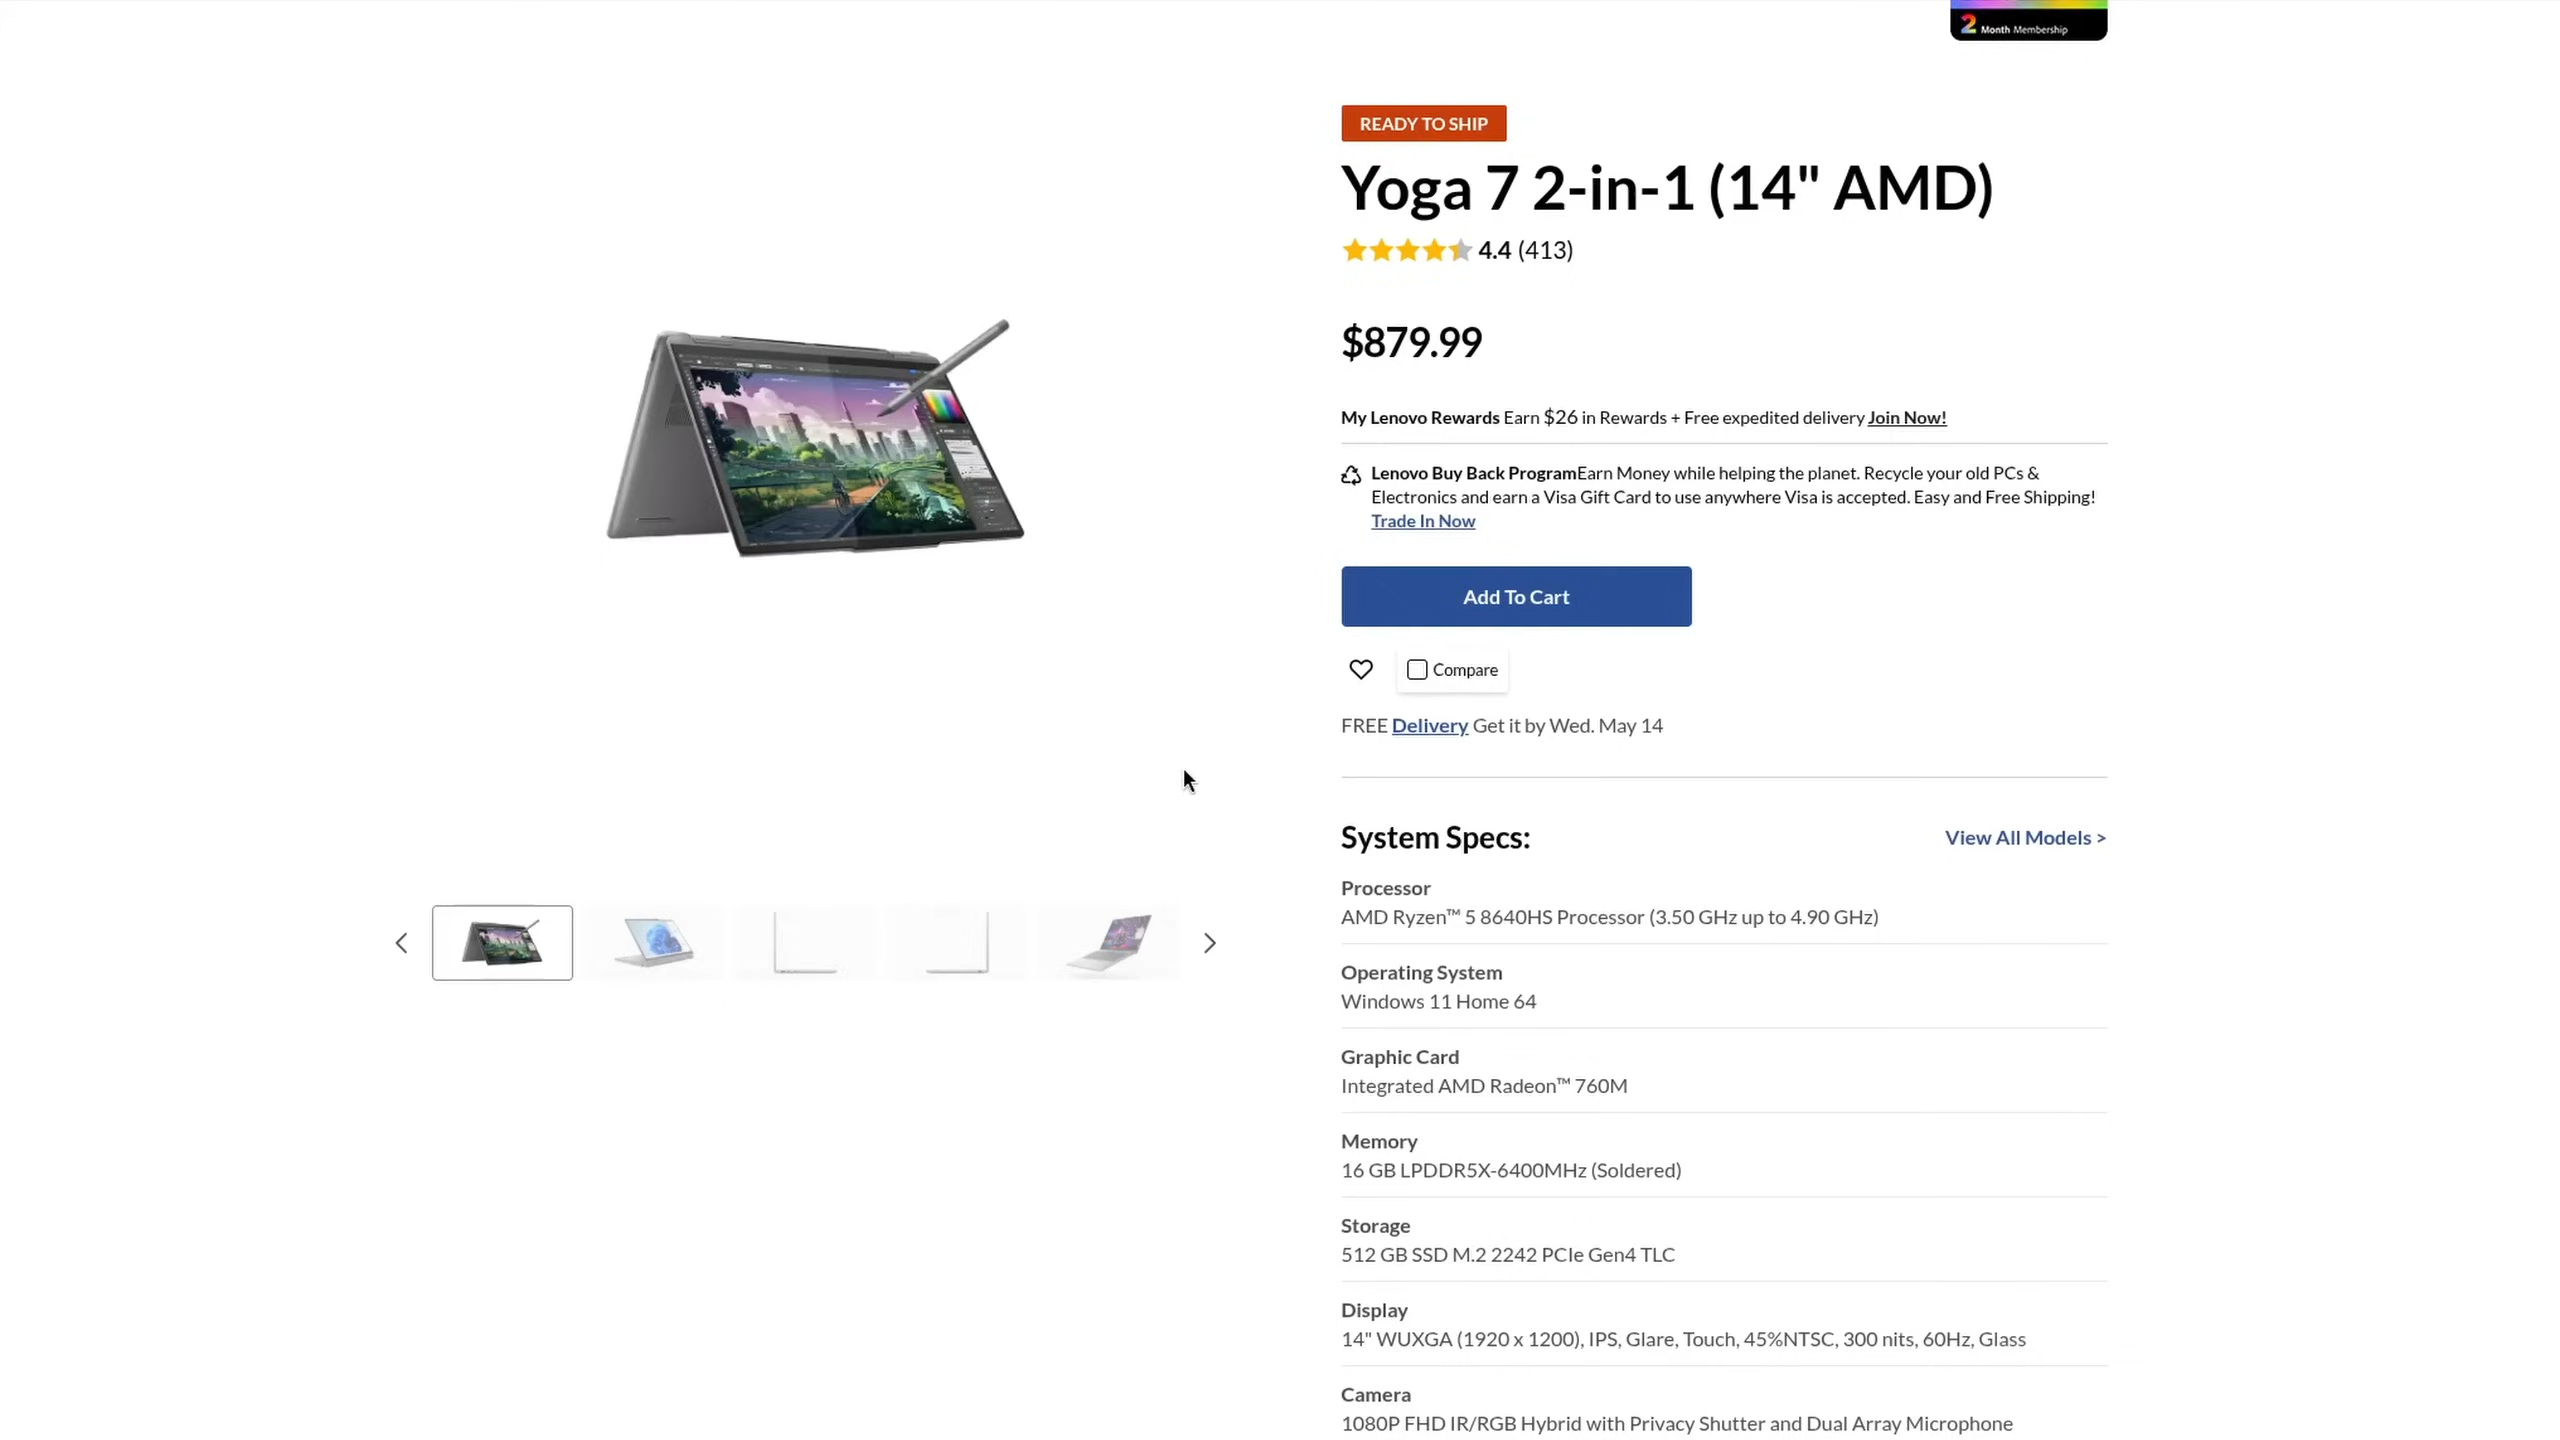 2 Month Membership
READY TO SHIP
Yoga 7 2-in-1 (14" AMD)
4.4 (413)
$879.99
My Lenovo Rewards Earn $26 in Rewards + Free expedited delivery Join Now!
Lenovo Buy Back ProgramEarn Money while helping the planet. Recycle your old PCs &
Electronics and earn a Visa Gift Card to use anywhere Visa is accepted. Easy and Free Shipping!
Trade In Now
Add To Cart
Compare
FREE Delivery Get it by Wed. May 14
System Specs:
View All Models >
Processor
AMD Ryzen™ 5 8640HS Processor (3.50 GHz up to 4.90 GHz)
Operating System
Windows 11 Home 64
Graphic Card
Integrated AMD Radeon™ 760M
Memory
16 GB LPDDR5X-6400MHz (Soldered)
Storage
512 GB SSD M.2 2242 PCIe Gen4 TLC
Display
14" WUXGA (1920 x 1200), IPS, Glare, Touch, 45%NTSC, 300 nits, 60Hz, Glass
Camera
1080P FHD IR/RGB Hybrid with Privacy Shutter and Dual Array Microphone